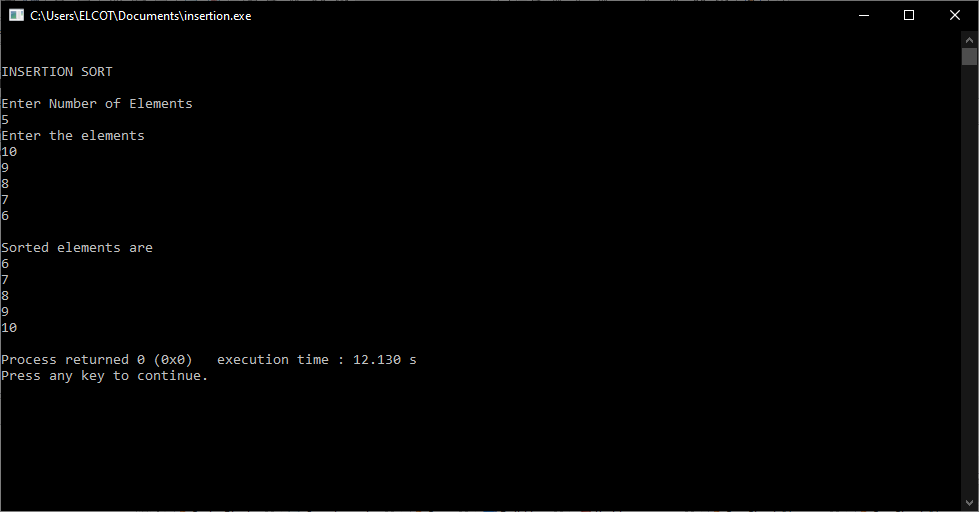 C:\Users\ELCOT\Documents\insertion.exe
INSERTION SORT
Enter Number of Elements
5
Enter the elements
10
9
8
7
6
Sorted elements are
6
7
8
9
10
Process returned 0 (0x0)   execution time : 12.130 s
Press any key to continue.